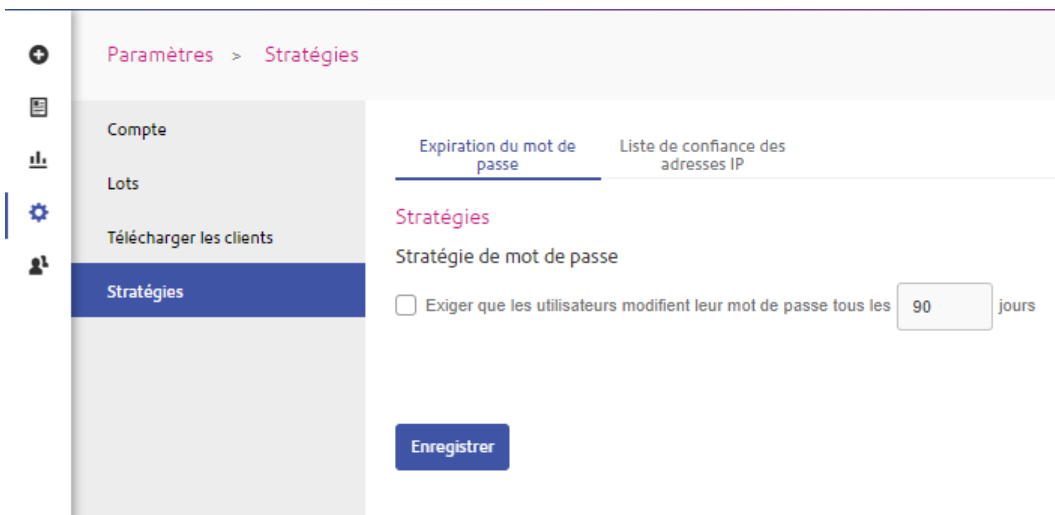 Paramètres > Stratégies
Compte
Lots
Télécharger les clients
Stratégies
Expiration du mot de
passe
Liste de confiance des
adresses IP
Stratégies
Stratégie de mot de passe
Exiger que les utilisateurs modifient leur mot de passe tous les 90 jours
Enregistrer